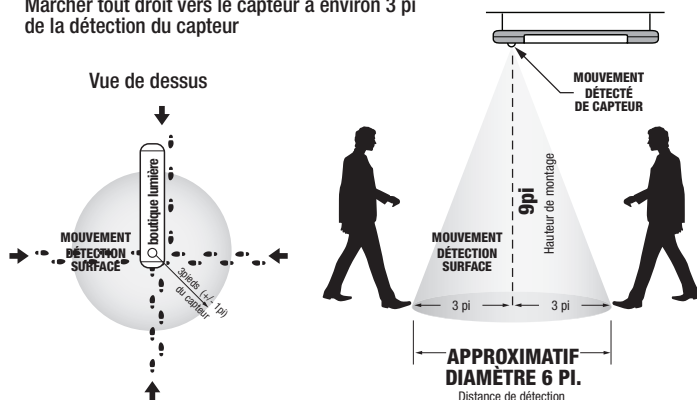 Marcher tout droit vers le capteur à environ 3 pi
de la détection du capteur
Vue de dessus
boutique lumière
MOUVEMENT
DÉTECTION
SURFACE
3pieds (+/- 1pi)
du capteur
MOUVEMENT
DÉTECTÉ
DE CAPTEUR
9pi
Hauteur de montage
MOUVEMENT
DÉTECTION
SURFACE
3 pi
3 pi
APPROXIMATIF
DIAMÈTRE 6 PI.
Distance de détection